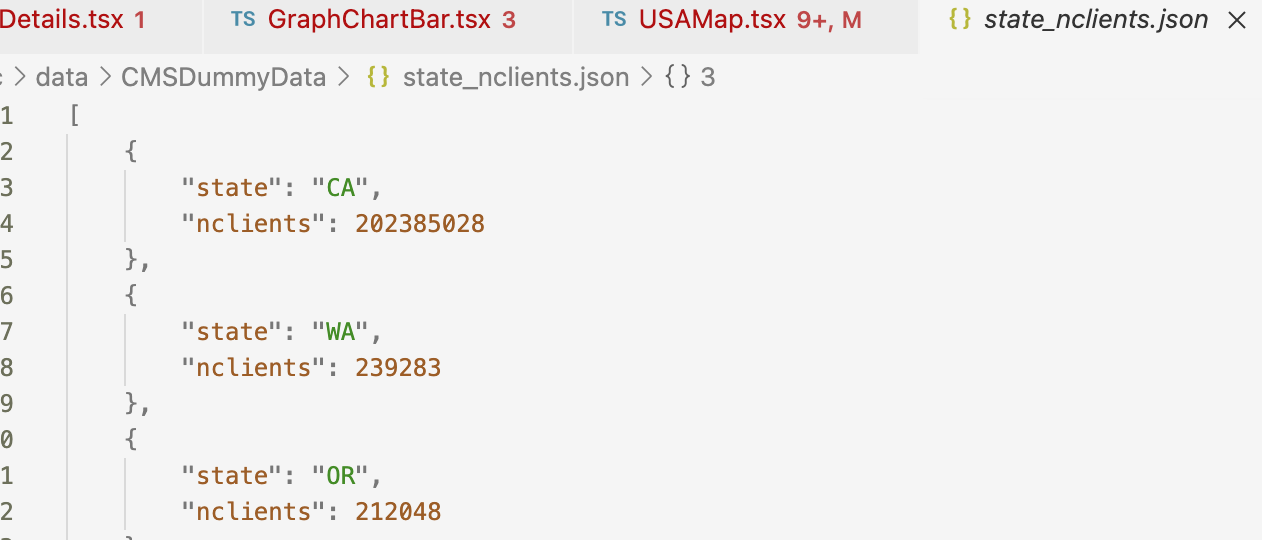 Details.tsx 1 TS GraphChartBar.tsx 3 TS USAMap.tsx 9+, M {} state_nclients.json ×
c > data > CMSDummyData > {} state_nclients.json > {} 3
1 [
2 {
3 "state": "CA",
4 "nclients": 202385028
5 },
6 {
7 "state": "WA",
8 "nclients": 239283
9 },
0 {
1 "state": "OR",
2 "nclients": 212048
}